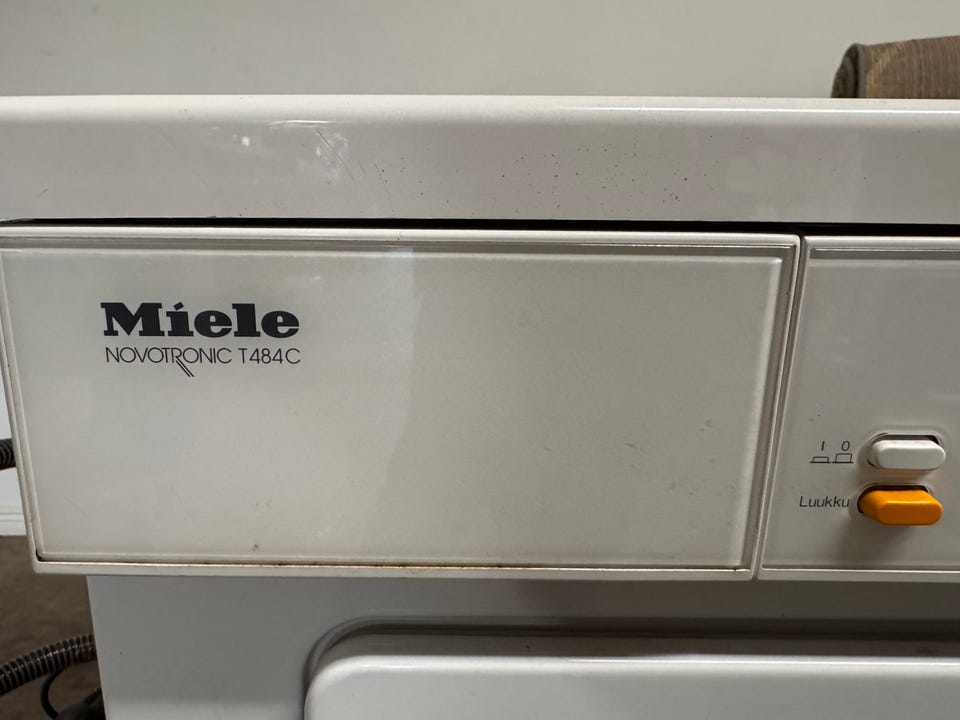 Miele
NOVOTRONIC T484C
I 0
Luukku